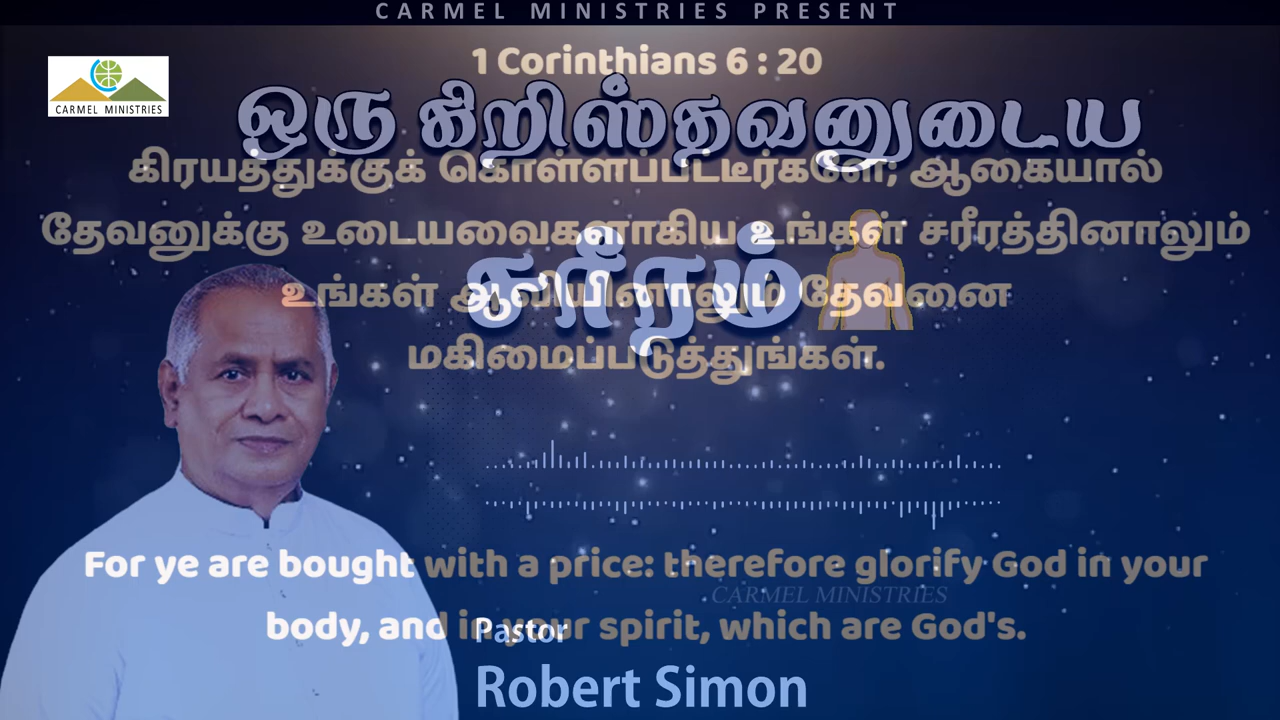 CARMEL MINISTRIES PRESENT
1 Corinthians 6 : 20
CARMEL MINISTRIES
ஒரு கிறிஸ்தவனுடைய
கிரயத்துக்குக் கொள்ளப்பட்டீர்களே; ஆகையால்
தேவனுக்கு உடையவைகளாகிய உங்கள் சரீரத்தினாலும்
சரீரம்
உங்கள் ஆவியினாலும் தேவனை
மகிமைப்படுத்துங்கள்.
For ye are bought with a price: therefore glorify God in your
CARMEL MINISTRIES
body, and in your spirit, which are God's.
Pastor
Robert Simon